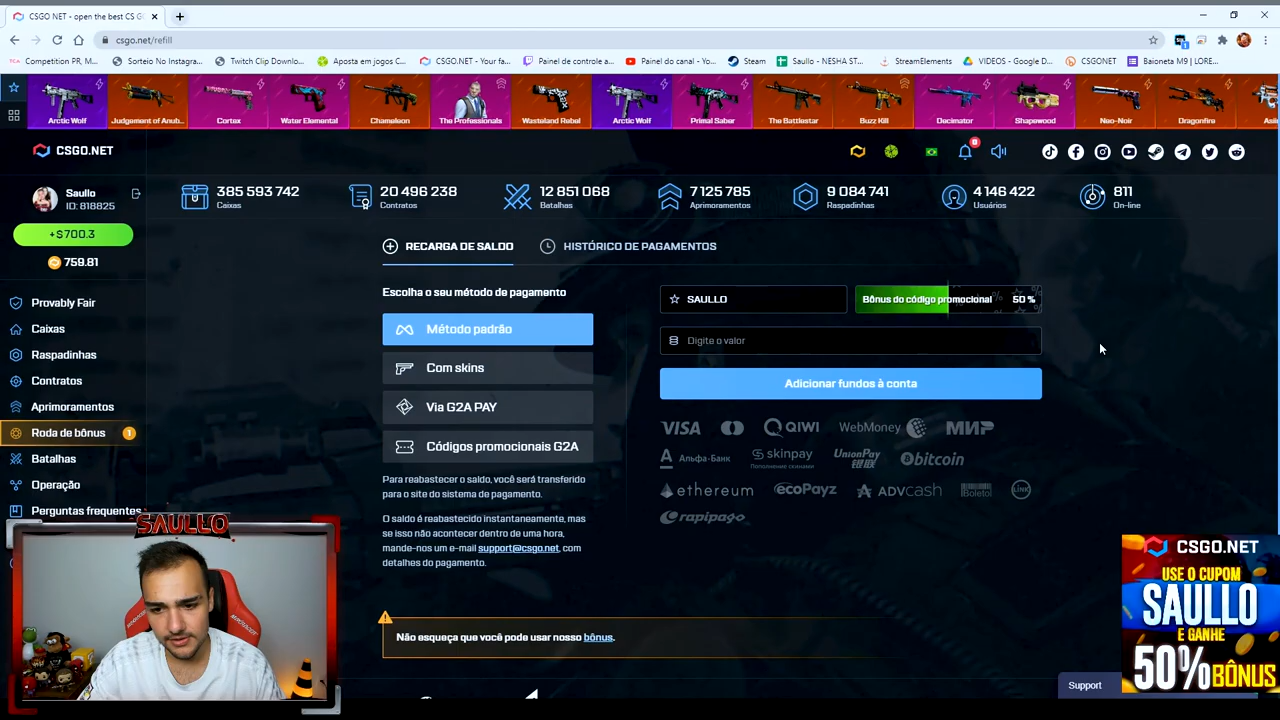 CSGO NET - open the best CS G
csgo.net/refill
Competition PR, M...
Sorteio No Instagra...
Twitch Clip Downlo...
Aposta em jogos C...
CSGO.NET - Your fa...
Painel de controle a...
Painel do canal - Yo...
Steam
Saullo - NESHA ST...
StreamElements
VIDEOS - Google D...
CSGONET
Baioneta M9 | LORE...
Arctic Wolf
Judgement of Anub...
Cortex
Water Elemental
Chameleon
The Professionals
Wasteland Rebel
Arctic Wolf
Primal Saber
The Battlestar
Buzz Kill
Decimator
Shapewood
Neo-Noir
Dragonfire
CSGO.NET
8
Saullo
ID: 818825
385 593 742
Caixas
20 496 238
Contratos
12 851 068
Batalhas
7 125 785
Aprimoramentos
9 084 741
Raspadinhas
4 146 422
Usuários
811
On-line
+$700.3
759.81
RECARGA DE SALDO
HISTÓRICO DE PAGAMENTOS
Provably Fair
Caixas
Raspadinhas
Contratos
Aprimoramentos
Roda de bônus
1
Batalhas
Operação
Perguntas frequentes
Escolha o seu método de pagamento
Método padrão
Com skins
Via G2A PAY
Códigos promocionais G2A
Para reabastecer o saldo, você será transferido
para o site do sistema de pagamento.
O saldo é reabastecido instantaneamente, mas
se isso não acontecer dentro de uma hora,
mande-nos um e-mail support@csgo.net, com
detalhes do pagamento.
SAULLO
Bônus do código promocional 50 %
Digite o valor
Adicionar fundos à conta
VISA
QIWI
WebMoney
МИР
Альфа-Банк
skinpay
Пополнение скинами
UnionPay
银联
bitcoin
ethereum
ecoPayz
ADVCASH
Boleto
LINK
rapipago
Não esqueça que você pode usar nosso bônus.
SAULLO
CSGO.NET
USE O CUPOM
SAULLO
E GANHE
50% BÔNUS
Support